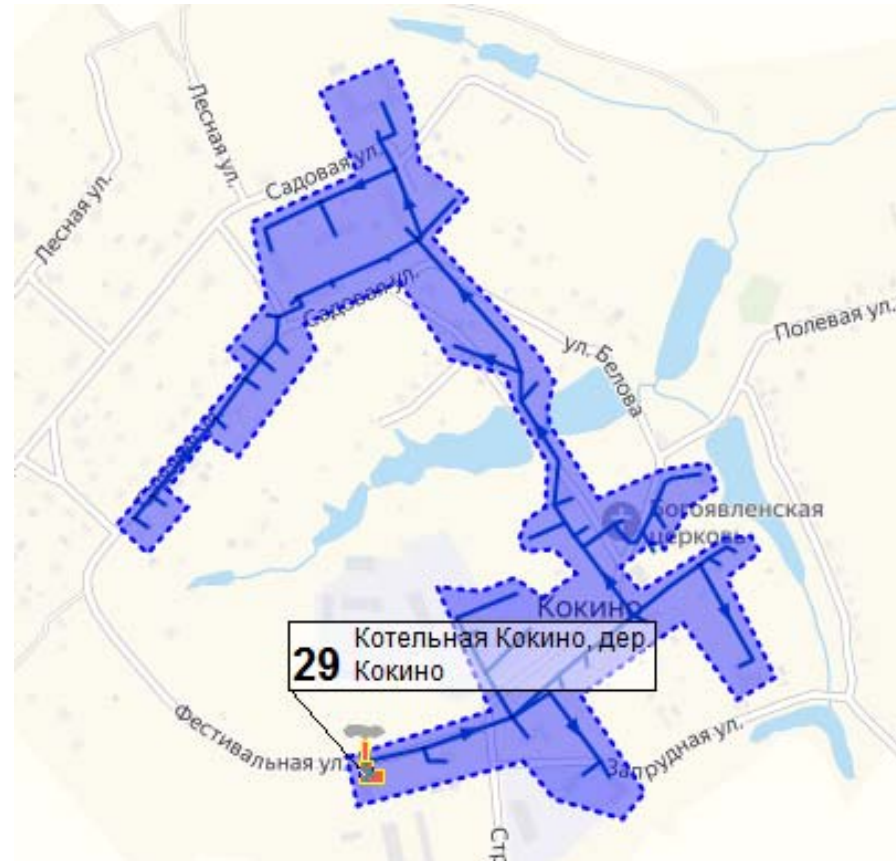 Лесная ул.
Лесная ул.
Садовая ул.
Садовая ул.
ул. Белова
Полевая ул.
Богоявленская
церковь
Кокино
29 Котельная Кокино, дер.
Кокино
Фестивальная ул.
Запрудная ул.
Стр